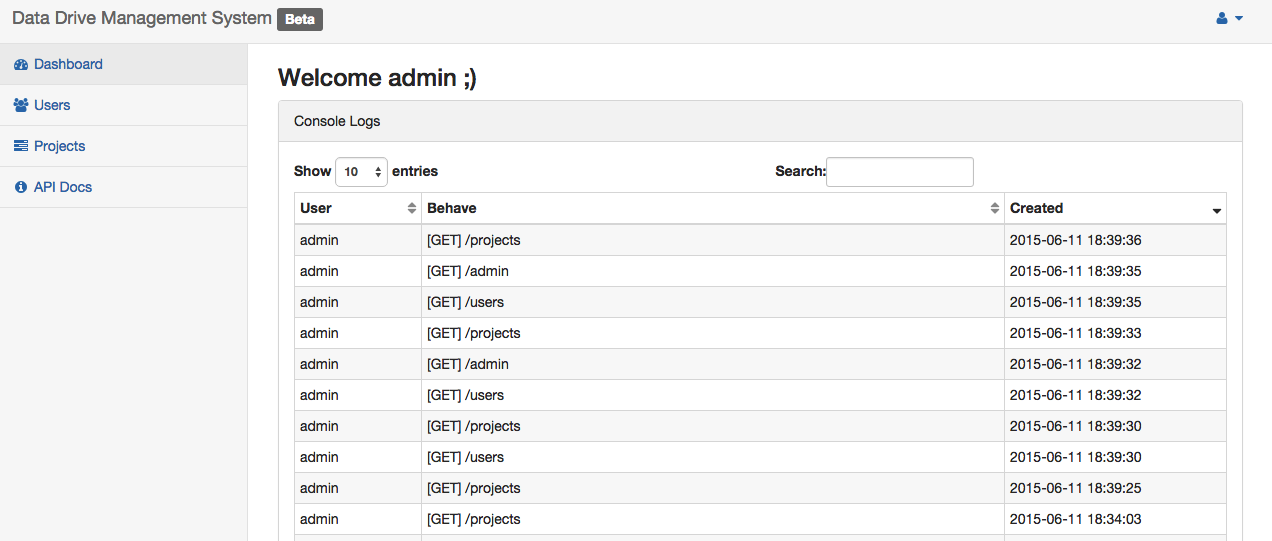 Data Drive Management System Beta
Dashboard
Users
Projects
API Docs
Welcome admin ;)
Console Logs
Show 10 entries Search:
User Behave Created
admin [GET] /projects 2015-06-11 18:39:36
admin [GET] /admin 2015-06-11 18:39:35
admin [GET] /users 2015-06-11 18:39:35
admin [GET] /projects 2015-06-11 18:39:33
admin [GET] /admin 2015-06-11 18:39:32
admin [GET] /users 2015-06-11 18:39:32
admin [GET] /projects 2015-06-11 18:39:30
admin [GET] /users 2015-06-11 18:39:30
admin [GET] /projects 2015-06-11 18:39:25
admin [GET] /projects 2015-06-11 18:34:03